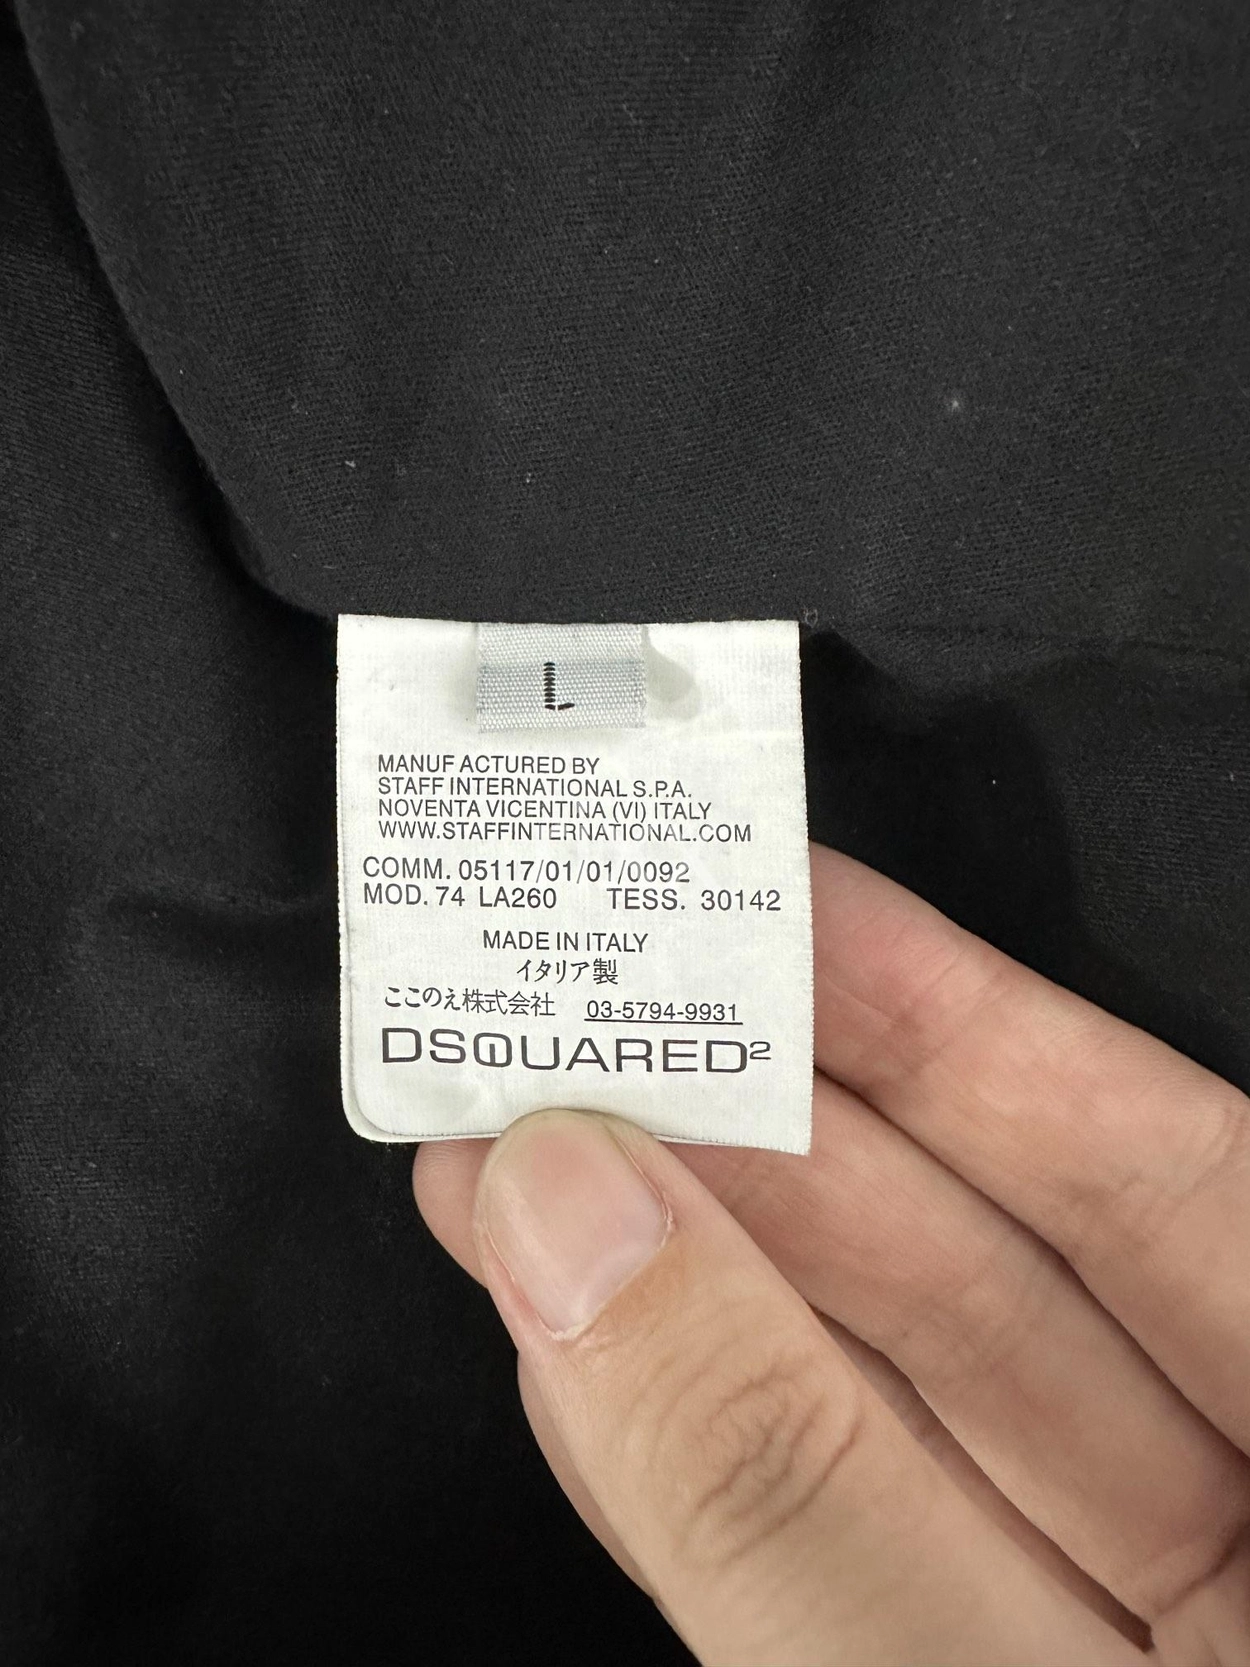 L
MANUFACTURED BY
STAFF INTERNATIONAL S.P.A.
NOVENTA VICENTINA (VI) ITALY
WWW.STAFFINTERNATIONAL.COM
COMM. 05117/01/01/0092
MOD. 74 LA260 TESS. 30142
MADE IN ITALY
イタリア製
ここのえ株式会社 03-5794-9931
DSQUARED²